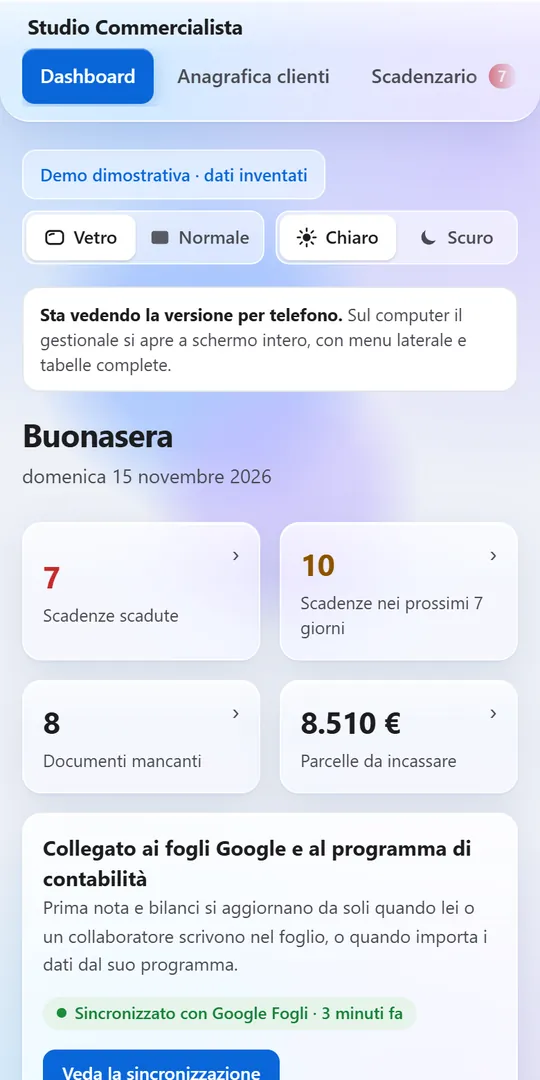 Studio Commercialista
Dashboard Anagrafica clienti Scadenzario 7
Demo dimostrativa · dati inventati
Vetro Normale Chiaro Scuro
Sta vedendo la versione per telefono. Sul computer il
gestionale si apre a schermo intero, con menu laterale e
tabelle complete.
Buonasera
domenica 15 novembre 2026
7
Scadenze scadute
10
Scadenze nei prossimi 7
giorni
8
Documenti mancanti
8.510 €
Parcelle da incassare
Collegato ai fogli Google e al programma di
contabilità
Prima nota e bilanci si aggiornano da soli quando lei o
un collaboratore scrivono nel foglio, o quando importa i
dati dal suo programma.
Sincronizzato con Google Fogli · 3 minuti fa
Veda la sincronizzazione